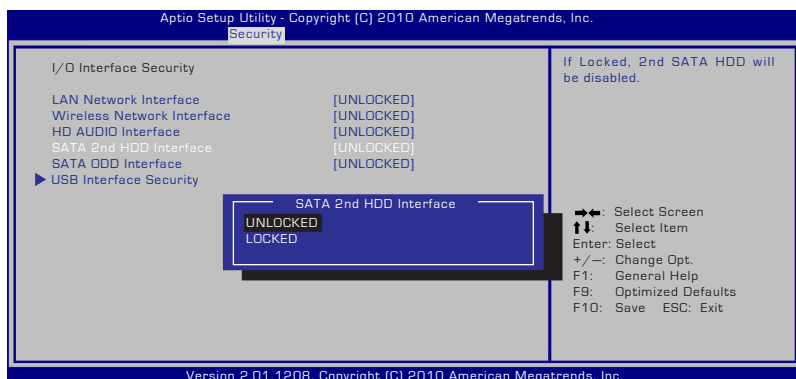 Aptio Setup Utility - Copyright (C) 2010 American Megatrends, Inc.
Security
I/O Interface Security
LAN Network Interface [UNLOCKED]
Wireless Network Interface [UNLOCKED]
HD AUDIO Interface [UNLOCKED]
SATA 2nd HDD Interface [UNLOCKED]
SATA ODD Interface [UNLOCKED]
USB Interface Security
SATA 2nd HDD Interface
UNLOCKED
LOCKED
If Locked, 2nd SATA HDD will
be disabled.
→←: Select Screen
↑↓: Select Item
Enter: Select
+/—: Change Opt.
F1: General Help
F9: Optimized Defaults
F10: Save ESC: Exit
Version 2.01.1208. Copyright (C) 2010 American Megatrends, Inc.